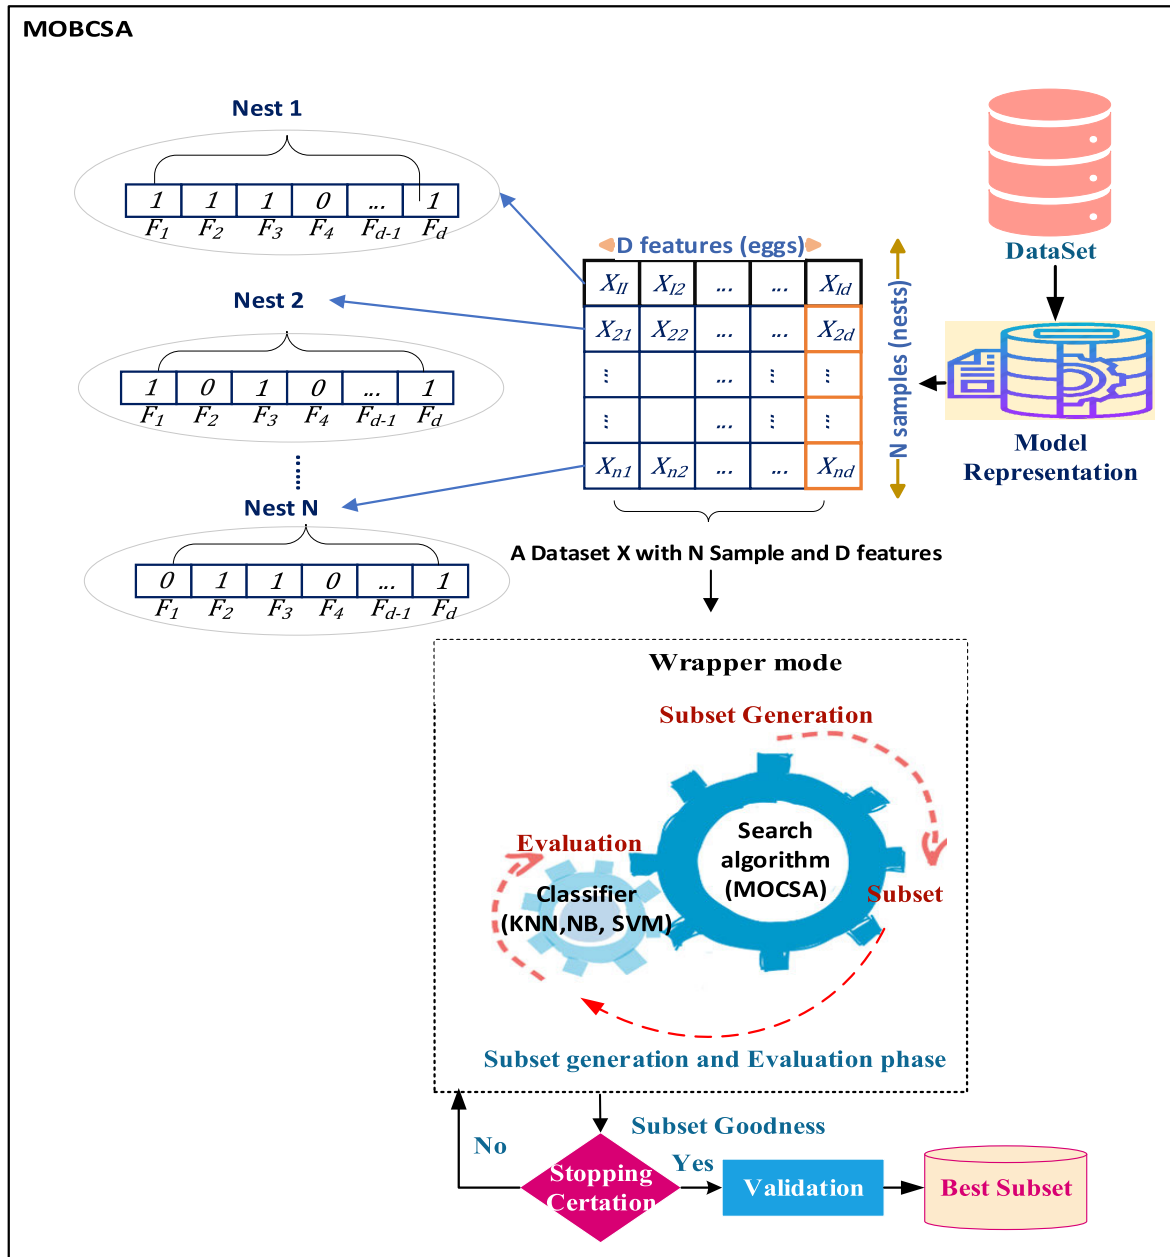 MOBCSA
Nest 1
1 1 1 0 ... 1
F1 F2 F3 F4 Fd-1 Fd
Nest 2
1 0 1 0 ... 1
F1 F2 F3 F4 Fd-1 Fd
......
Nest N
0 1 1 0 ... 1
F1 F2 F3 F4 Fd-1 Fd
D features (eggs)
XII XI2 ... ... XId
X21 X22 ... ... X2d
... ... ... ...
... ... ... ...
Xn1 Xn2 ... ... Xnd
N samples (nests)
DataSet
Model
Representation
A Dataset X with N Sample and D features
Wrapper mode
Subset Generation
Search
algorithm
(MOCSA)
Evaluation
Classifier
(KNN,NB, SVM)
Subset
Subset generation and Evaluation phase
Subset Goodness
No
Yes
Stopping
Certation
Validation
Best Subset